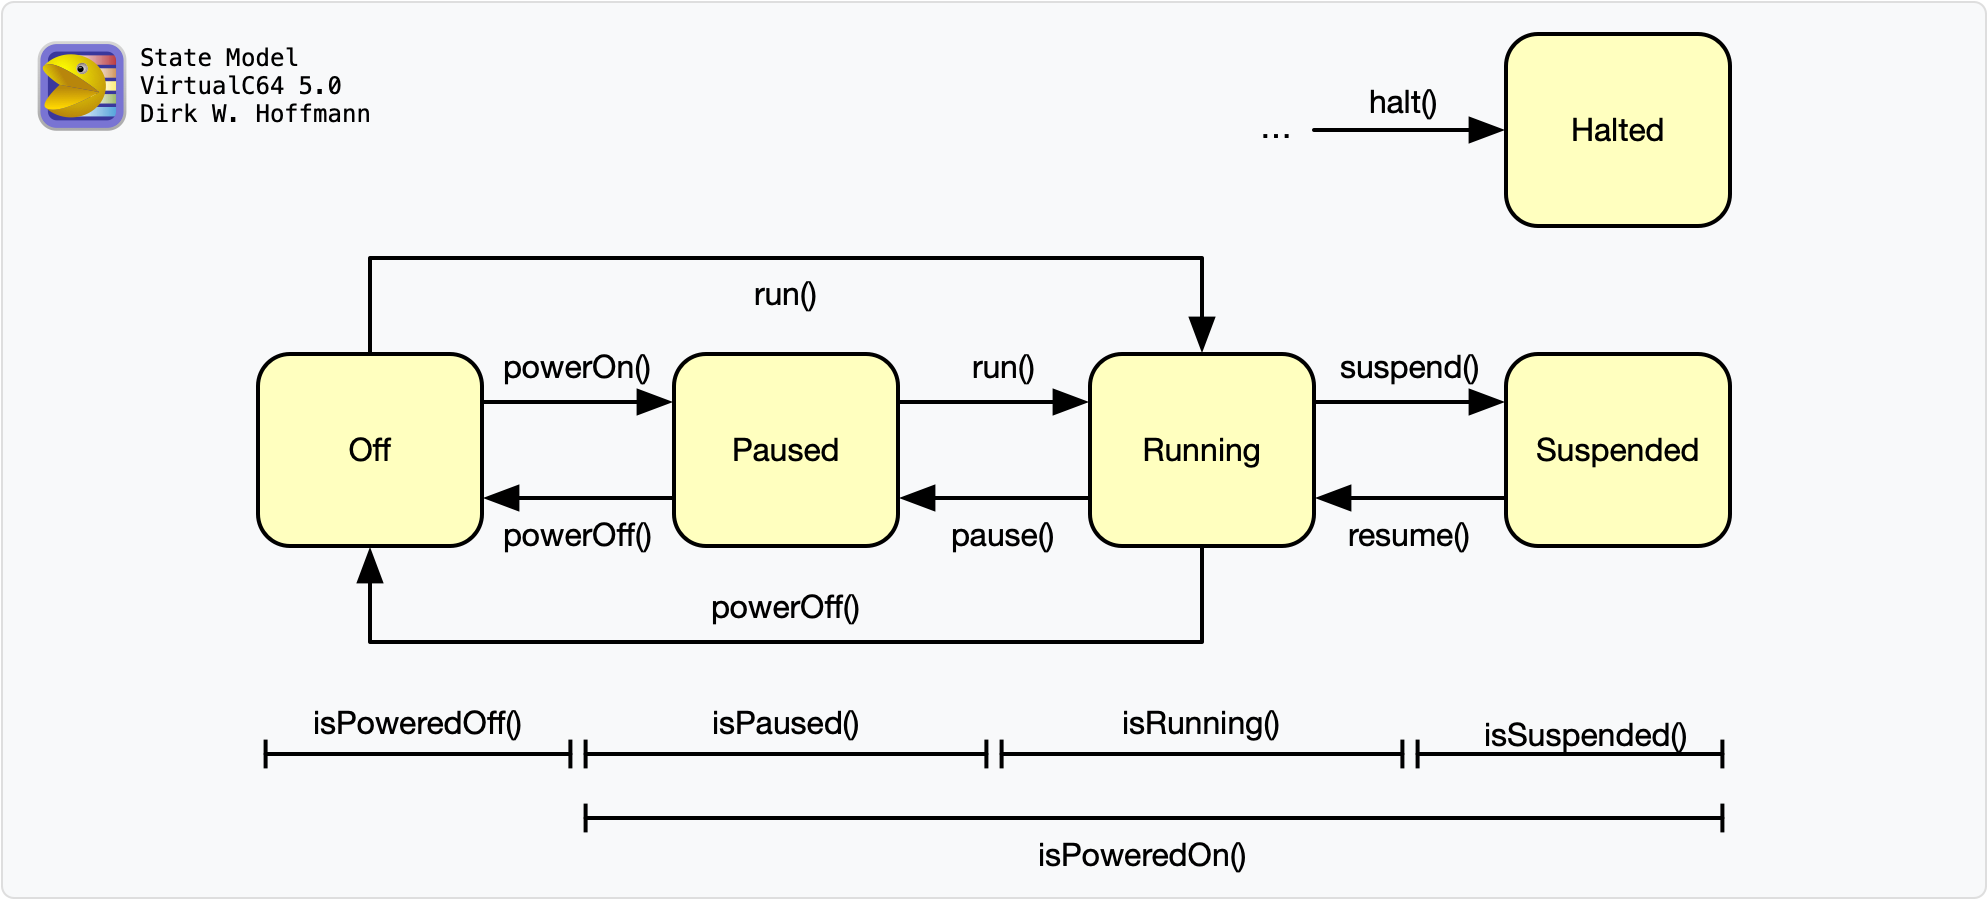 State Model
VirtualC64 5.0
Dirk W. Hoffmann
halt()
...
Halted
run()
powerOn()
run()
suspend()
Off
Paused
Running
Suspended
powerOff()
pause()
resume()
powerOff()
isPoweredOff()
isPaused()
isRunning()
isSuspended()
isPoweredOn()